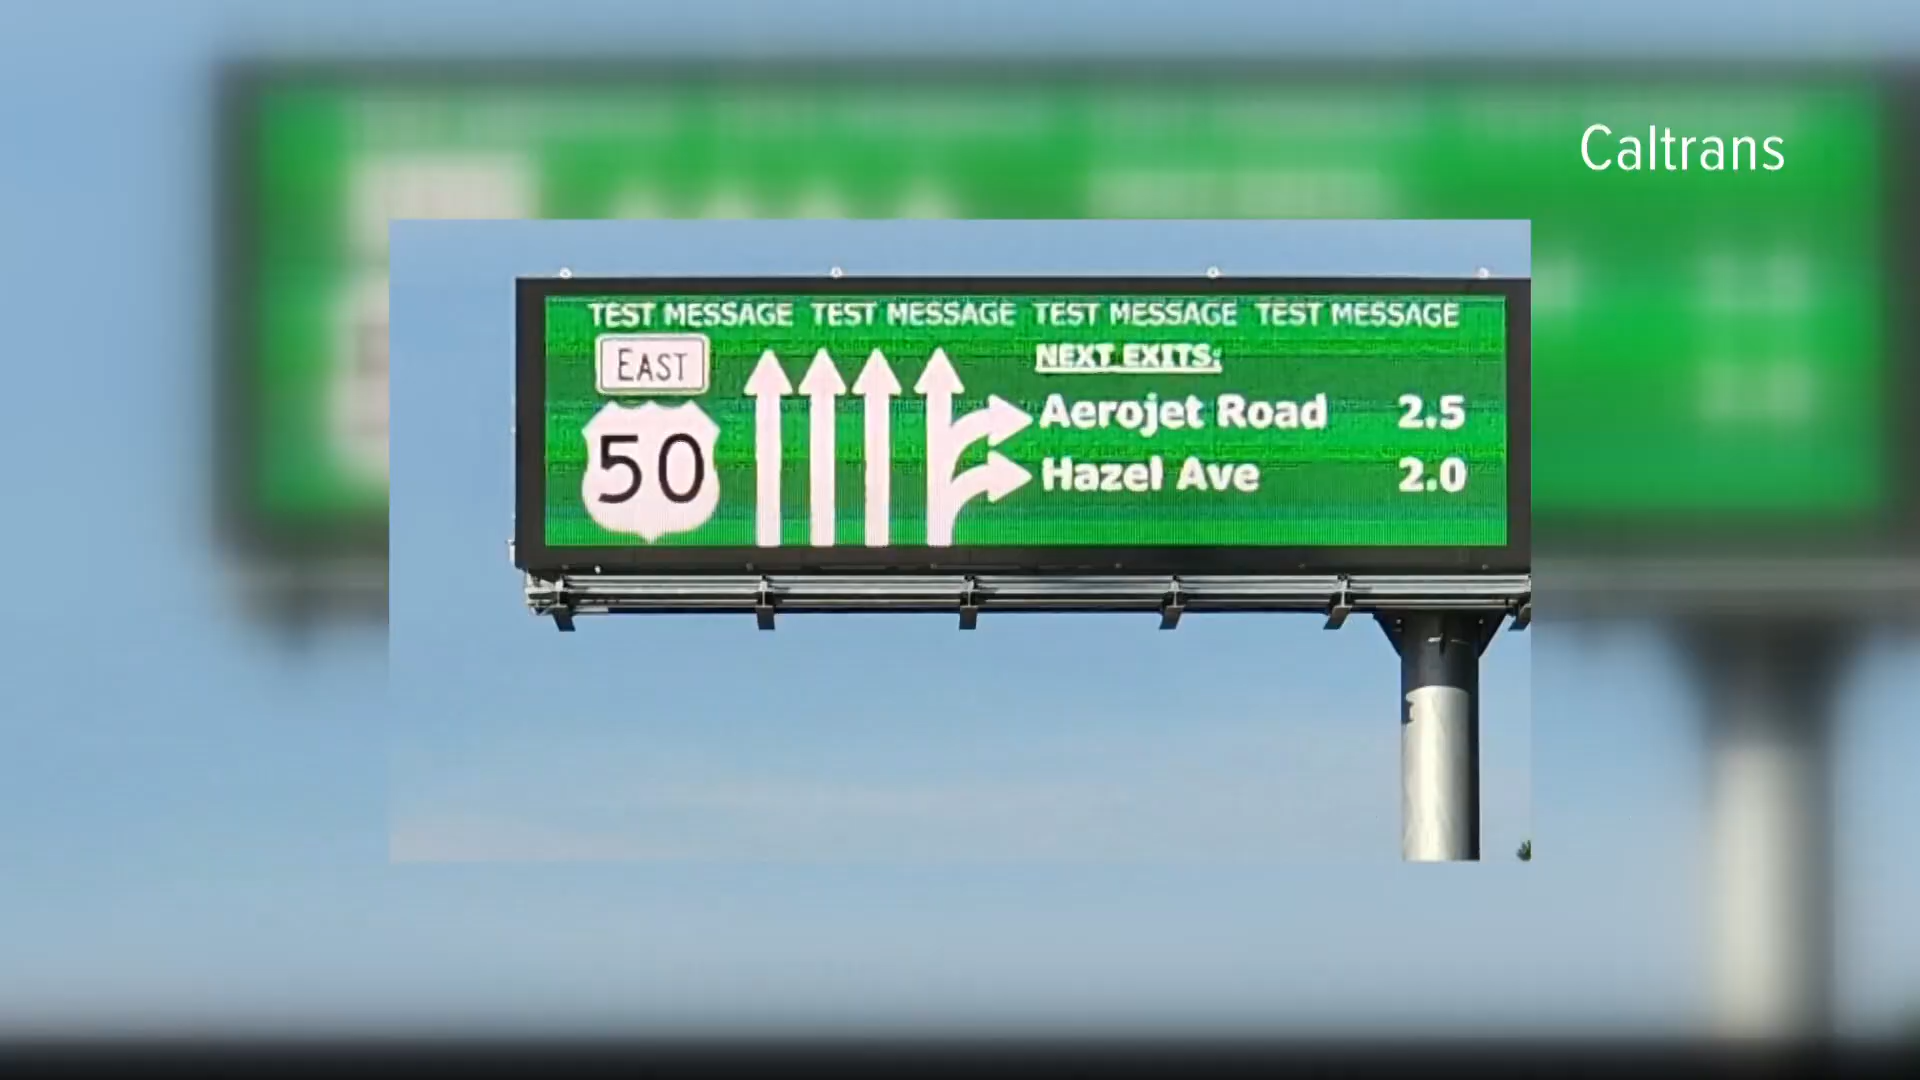 Caltrans
TEST MESSAGE TEST MESSAGE TEST MESSAGE TEST MESSAGE
EAST
50
NEXT EXITS:
Aerojet Road 2.5
Hazel Ave 2.0